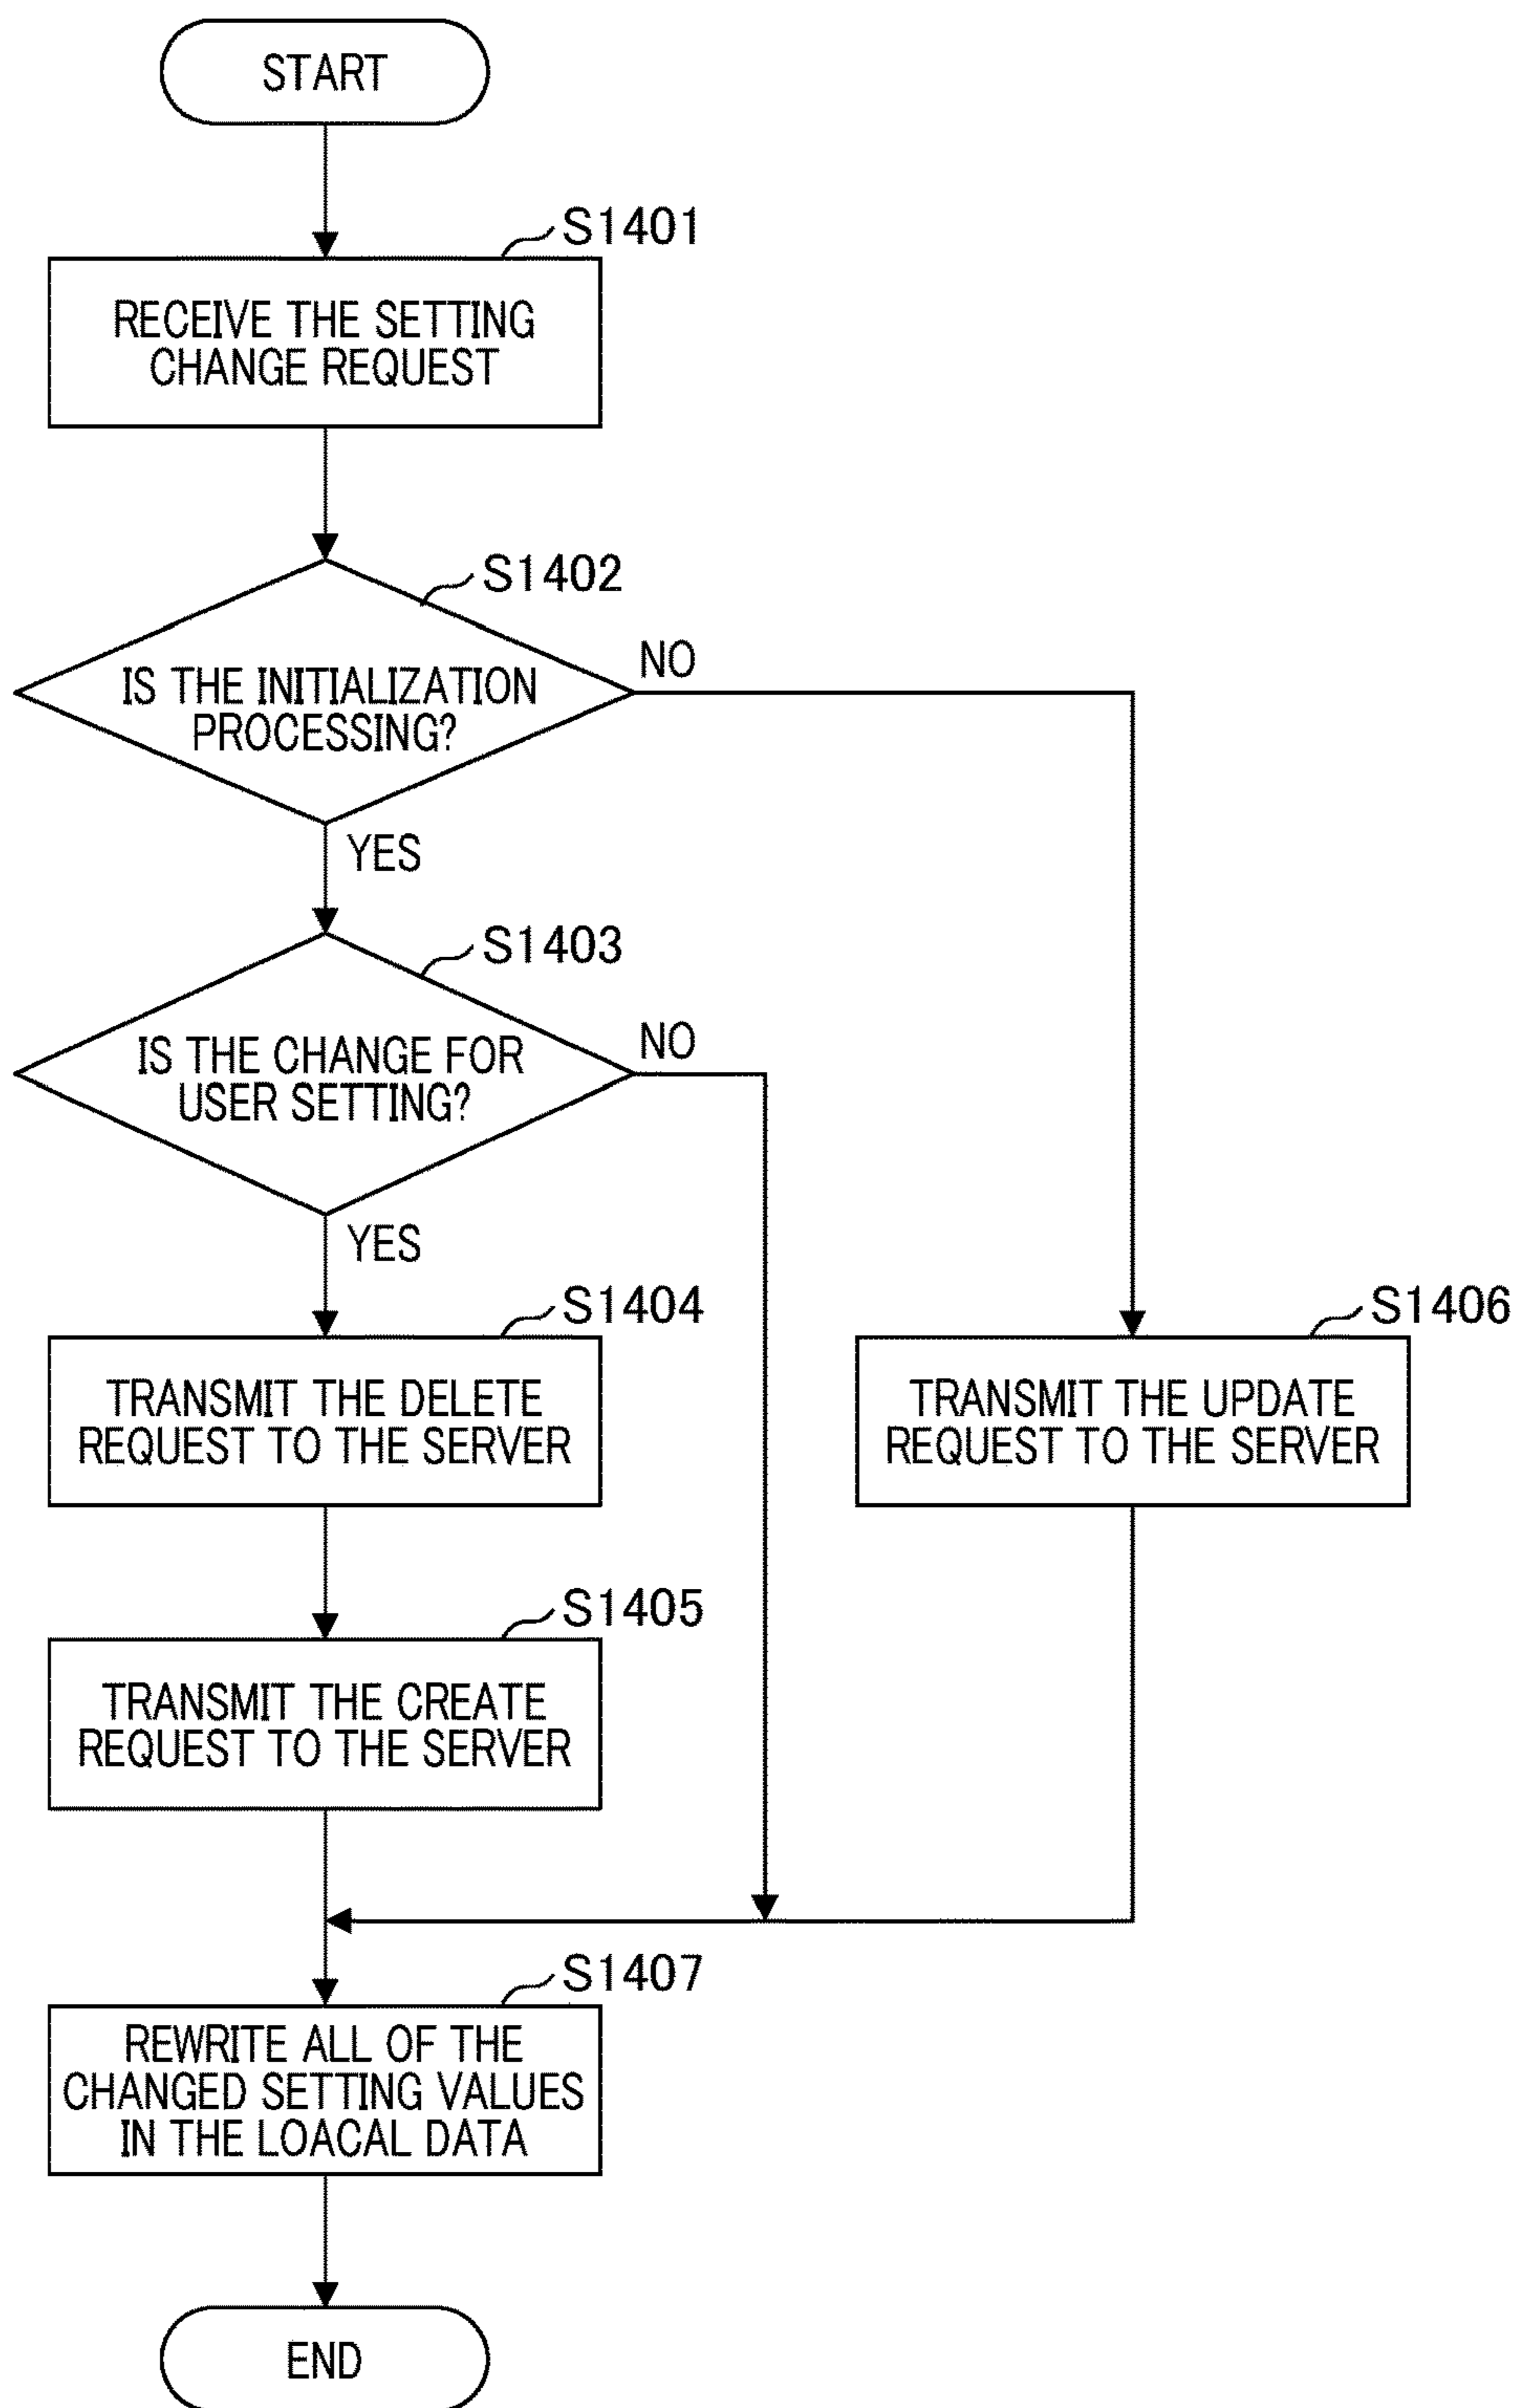 START
S1401
RECEIVE THE SETTING
CHANGE REQUEST
S1402
IS THE INITIALIZATION
PROCESSING?
NO
YES
S1403
IS THE CHANGE FOR
USER SETTING?
NO
YES
S1404
TRANSMIT THE DELETE
REQUEST TO THE SERVER
S1406
TRANSMIT THE UPDATE
REQUEST TO THE SERVER
S1405
TRANSMIT THE CREATE
REQUEST TO THE SERVER
S1407
REWRITE ALL OF THE
CHANGED SETTING VALUES
IN THE LOACAL DATA
END